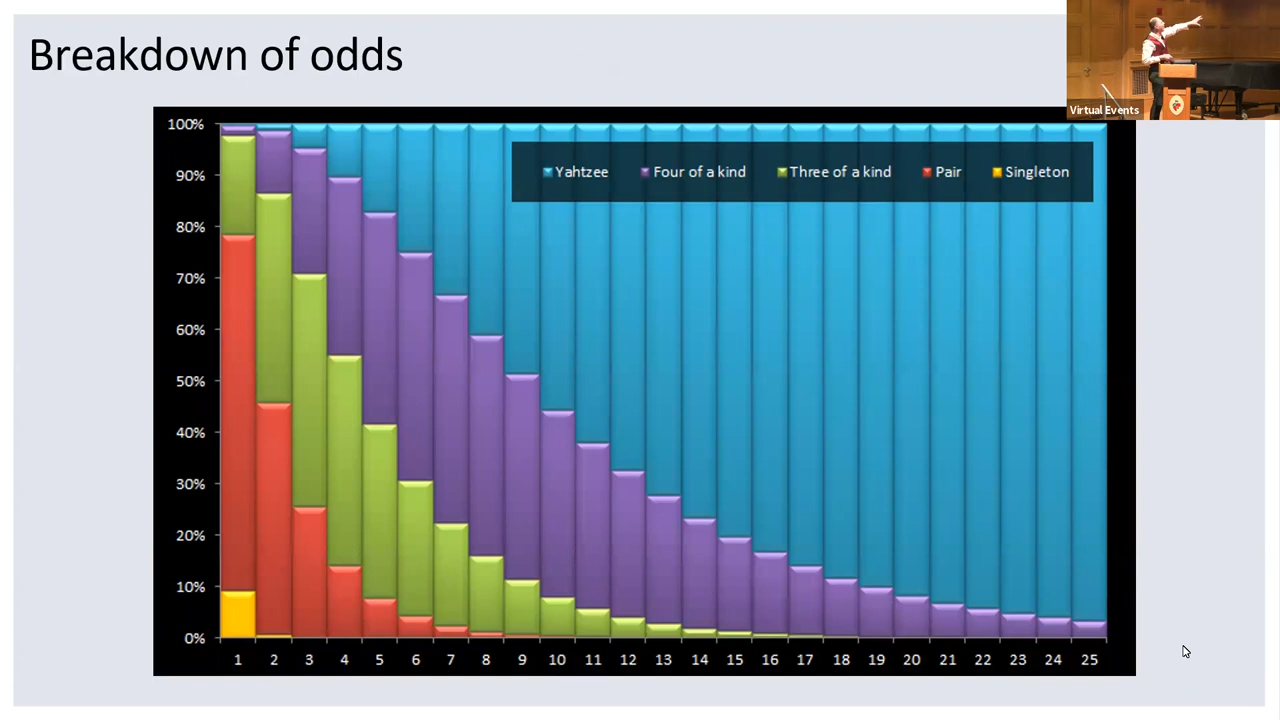 Breakdown of odds
Virtual Events
100%
90%
80%
70%
60%
50%
40%
30%
20%
10%
0%
Yahtzee Four of a kind Three of a kind Pair Singleton
1 2 3 4 5 6 7 8 9 10 11 12 13 14 15 16 17 18 19 20 21 22 23 24 25